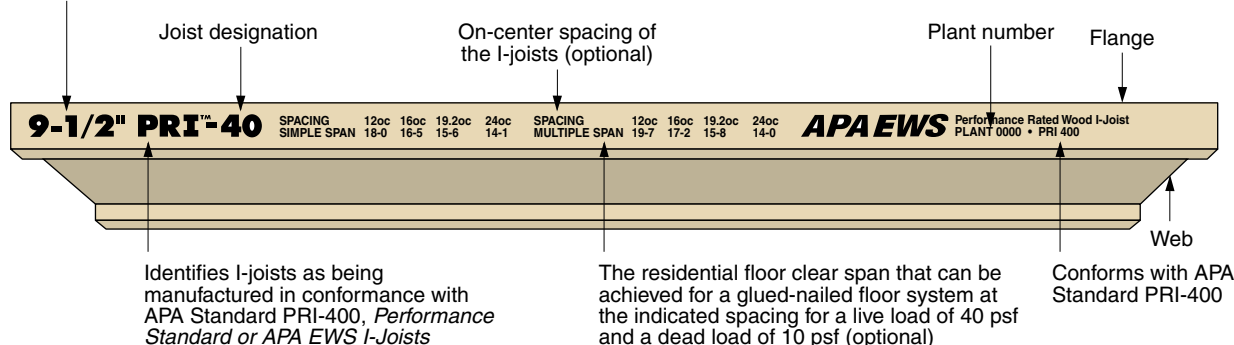 Joist designation
On-center spacing of
the I-joists (optional)
Plant number
Flange
9-1/2" PRI™-40
SPACING 12oc 16oc 19.2oc 24oc
SIMPLE SPAN 18-0 16-5 15-6 14-1
SPACING 12oc 16oc 19.2oc 24oc
MULTIPLE SPAN 19-7 17-2 15-8 14-0
APA EWS
Performance Rated Wood I-Joist
PLANT 0000 • PRI 400
Web
Identifies I-joists as being
manufactured in conformance with
APA Standard PRI-400, Performance
Standard or APA EWS I-Joists
The residential floor clear span that can be
achieved for a glued-nailed floor system at
the indicated spacing for a live load of 40 psf
and a dead load of 10 psf (optional)
Conforms with APA
Standard PRI-400